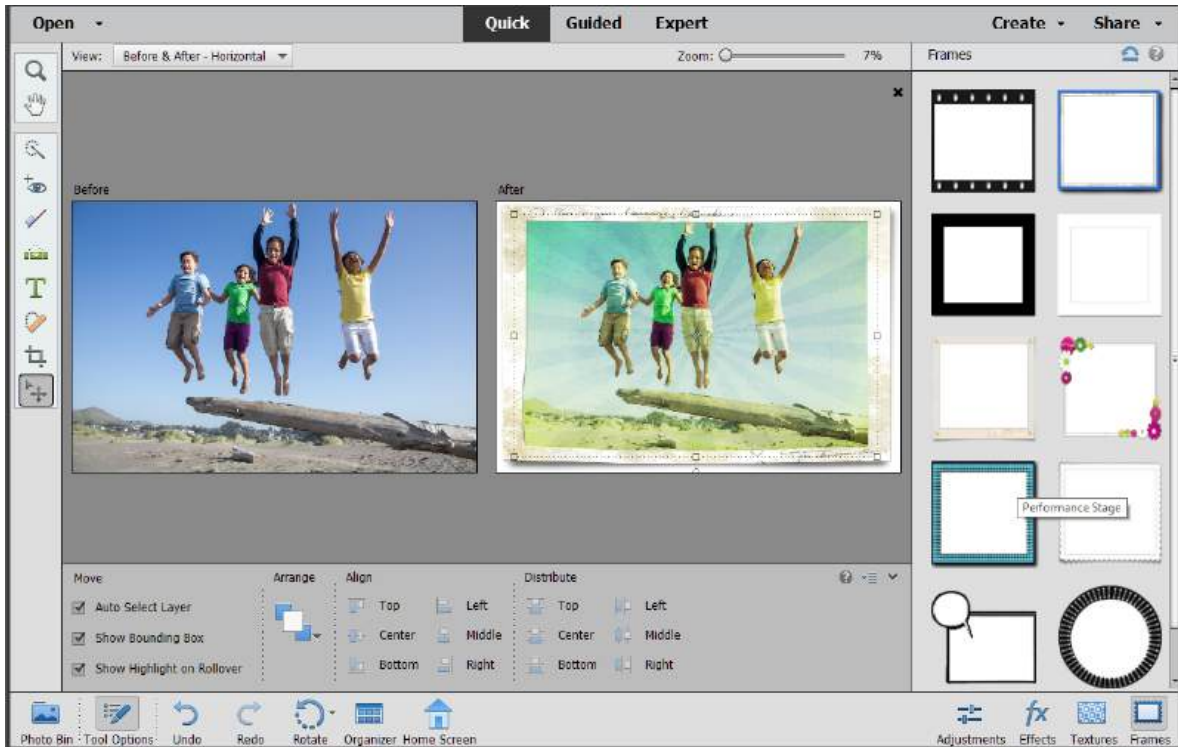 Open Quick Guided Expert Create Share
View: Before & After - Horizontal Zoom: 7% Frames
Before After
Performance Stage
Move Arrange Align Distribute
Auto Select Layer Top Left Top Left
Show Bounding Box Center Middle Center Middle
Show Highlight on Rollover Bottom Right Bottom Right
Photo Bin Tool Options Undo Redo Rotate Organizer Home Screen Adjustments Effects Textures Frames